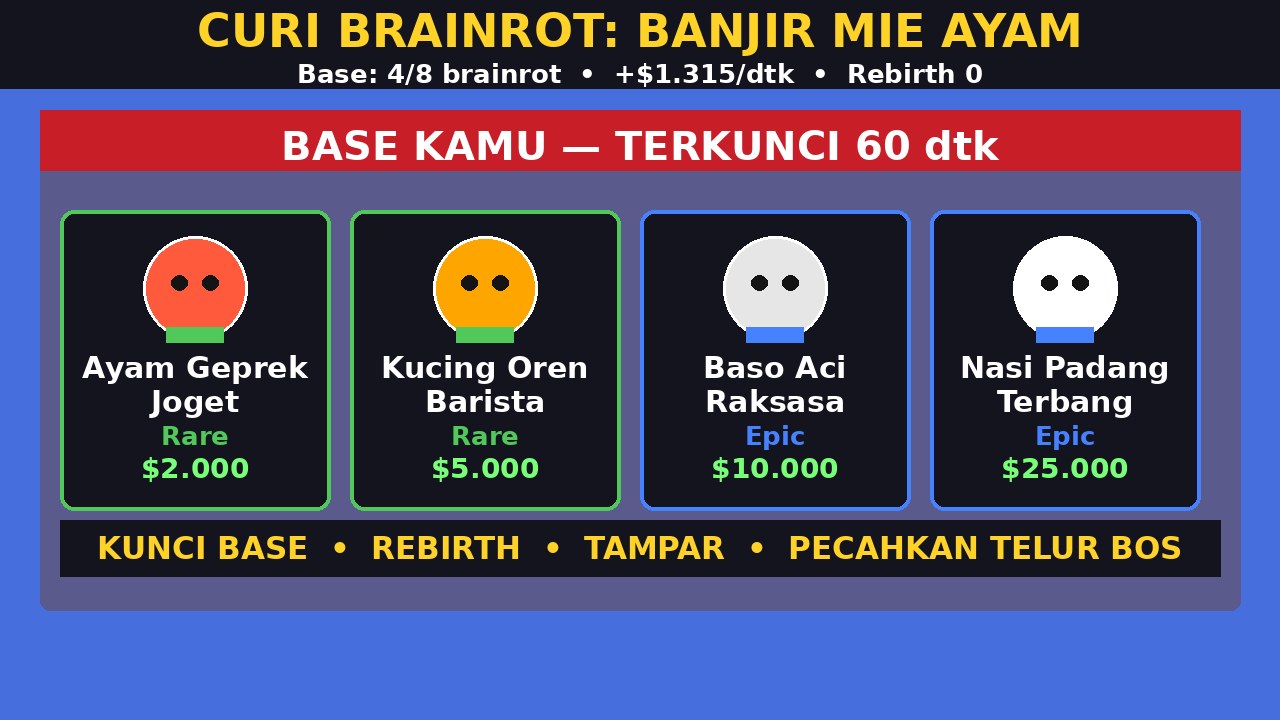 CURI BRAINROT: BANJIR MIE AYAM
Base: 4/8 brainrot • +$1.315/dtk • Rebirth 0
BASE KAMU — TERKUNCI 60 dtk
Ayam Geprek
Joget
Rare
$2.000
Kucing Oren
Barista
Rare
$5.000
Baso Aci
Raksasa
Epic
$10.000
Nasi Padang
Terbang
Epic
$25.000
KUNCI BASE • REBIRTH • TAMPAR • PECAHKAN TELUR BOS